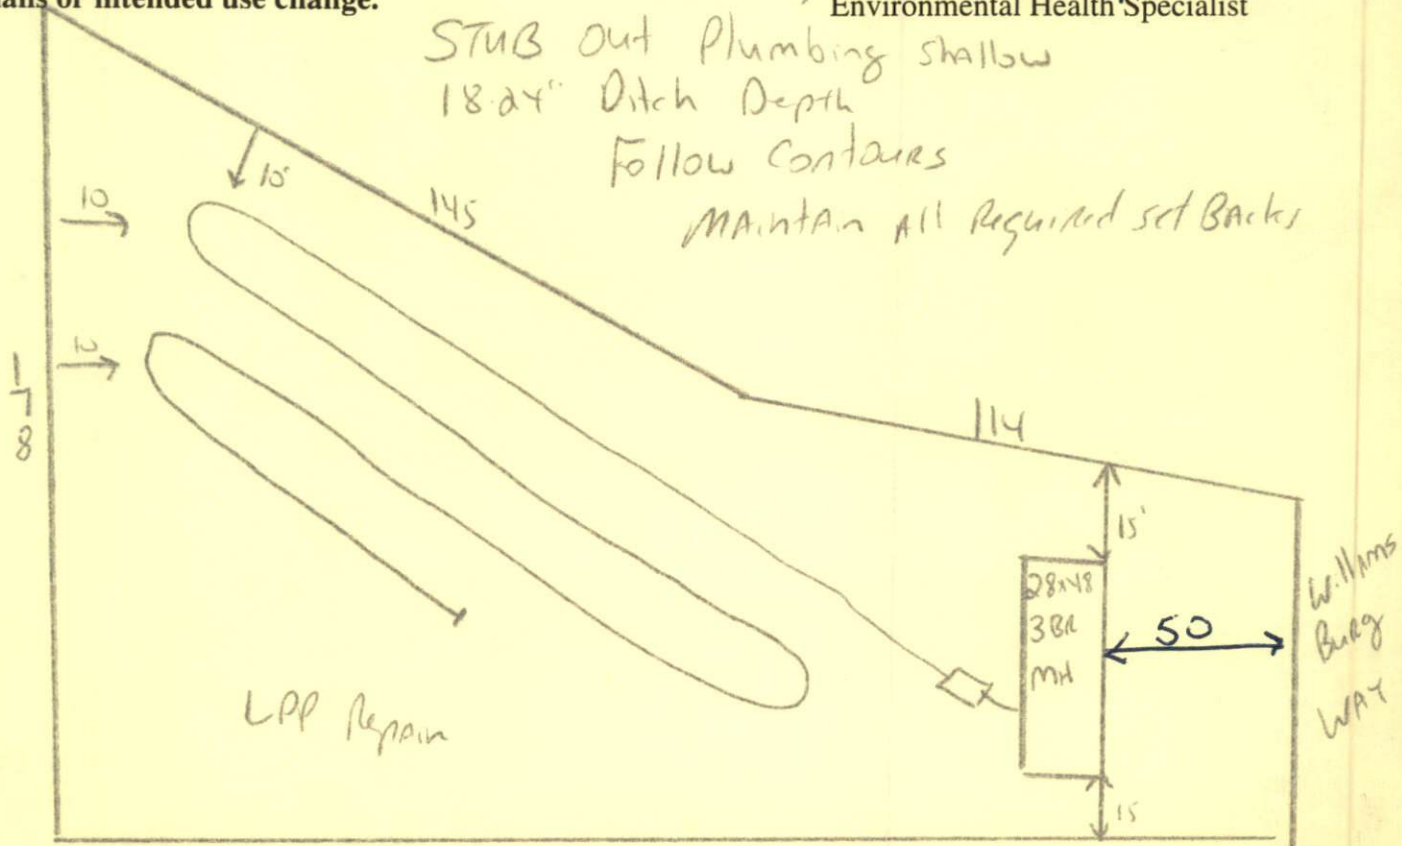 ans or intended use change.
Environmental Health Specialist
STUB Out Plumbing shallow
18-24" Ditch Depth
Follow Contours
MAintAin All Required set BAcks
10'
10
145
10
178
114
15'
28x48
3BR
MH
50
Williams
Burg
WAY
LPP Repair
15